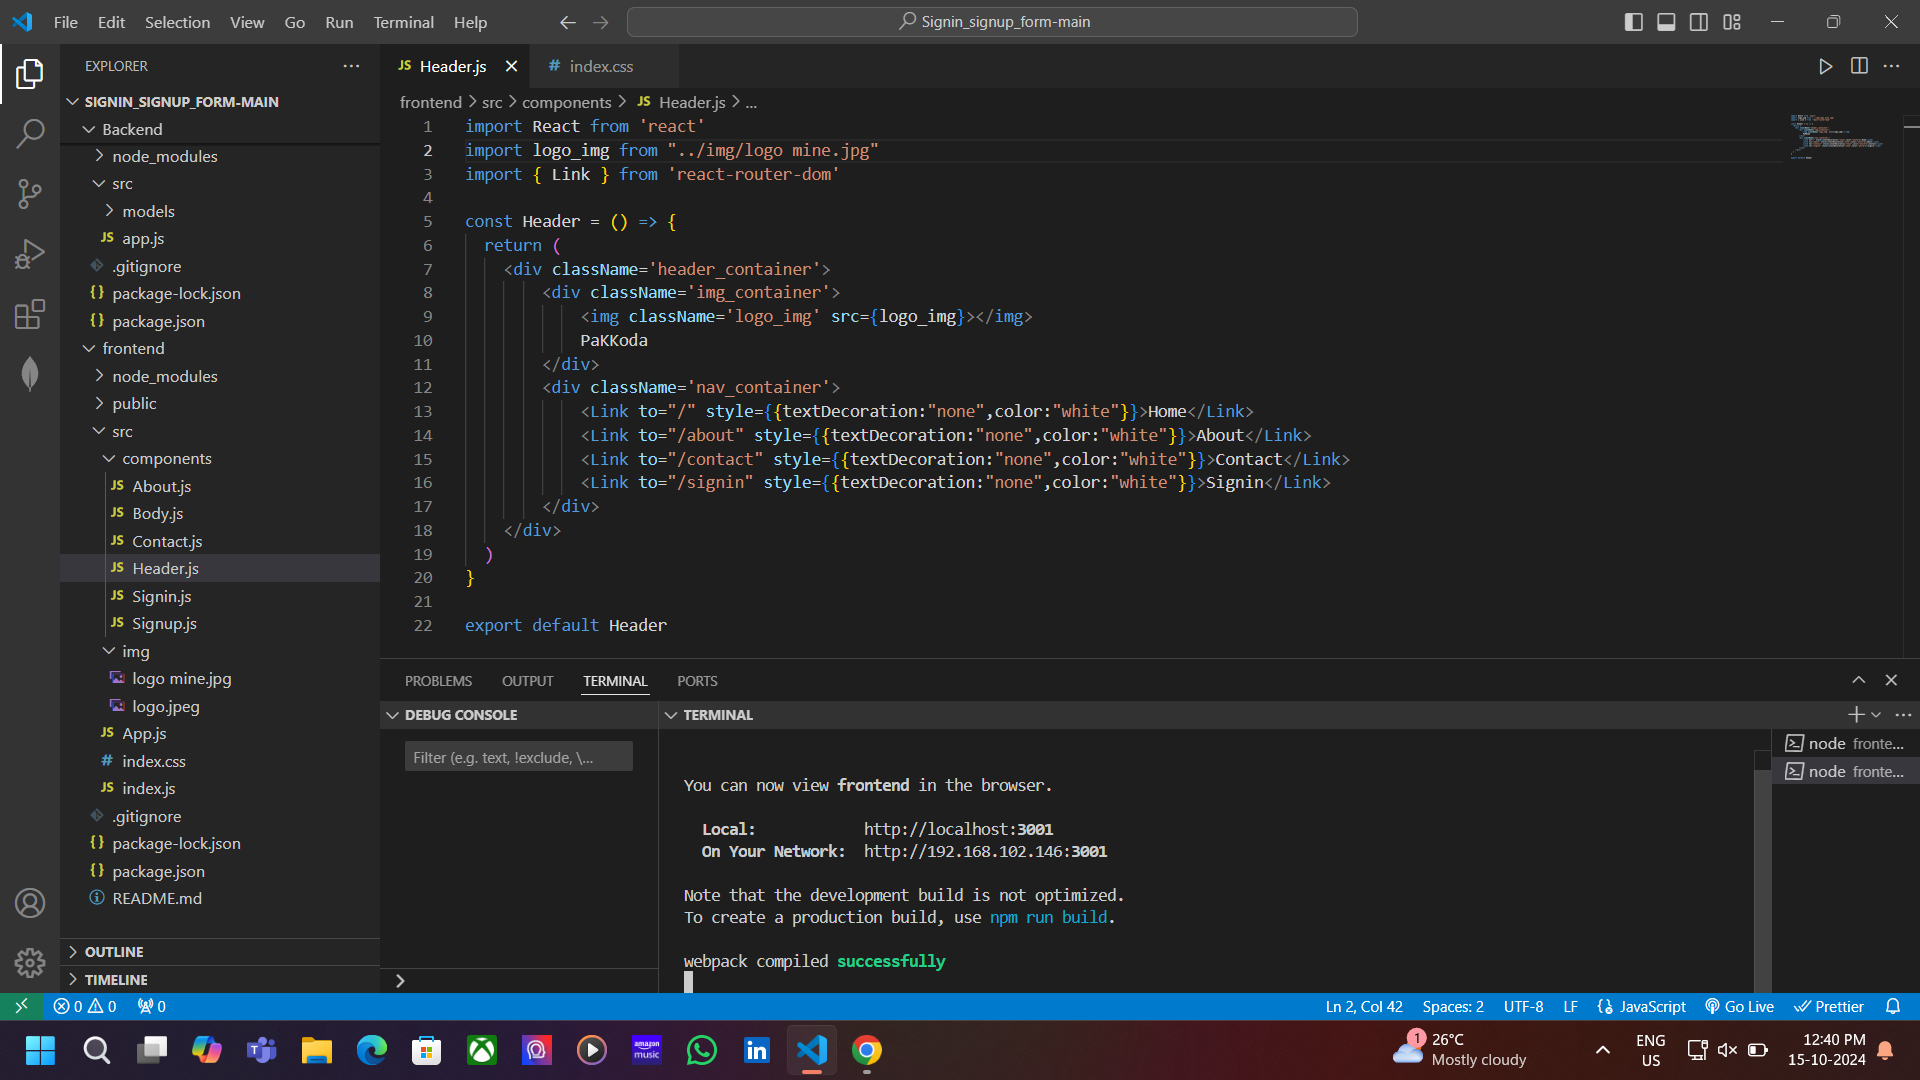 File Edit Selection View Go Run Terminal Help
Signin_signup_form-main
EXPLORER
SIGNIN_SIGNUP_FORM-MAIN
Backend
node_modules
src
models
JS app.js
.gitignore
{} package-lock.json
{} package.json
frontend
node_modules
public
src
components
JS About.js
JS Body.js
JS Contact.js
JS Header.js
JS Signin.js
JS Signup.js
img
logo mine.jpg
logo.jpeg
JS App.js
# index.css
JS index.js
.gitignore
{} package-lock.json
{} package.json
README.md
OUTLINE
TIMELINE
JS Header.js
# index.css
frontend > src > components > JS Header.js > ...
1 import React from 'react'
2 import logo_img from "../img/logo mine.jpg"
3 import { Link } from 'react-router-dom'
4
5 const Header = () => {
6 return (
7 <div className='header_container'>
8 <div className='img_container'>
9 <img className='logo_img' src={logo_img}></img>
10 PaKKoda
11 </div>
12 <div className='nav_container'>
13 <Link to="/" style={{textDecoration:"none",color:"white"}}>Home</Link>
14 <Link to="/about" style={{textDecoration:"none",color:"white"}}>About</Link>
15 <Link to="/contact" style={{textDecoration:"none",color:"white"}}>Contact</Link>
16 <Link to="/signin" style={{textDecoration:"none",color:"white"}}>Signin</Link>
17 </div>
18 </div>
19 )
20 }
21
22 export default Header
PROBLEMS OUTPUT TERMINAL PORTS
DEBUG CONSOLE
Filter (e.g. text, !exclude, \...
TERMINAL
You can now view frontend in the browser.
Local: http://localhost:3001
On Your Network: http://192.168.102.146:3001
Note that the development build is not optimized.
To create a production build, use npm run build.
webpack compiled successfully
node fronte...
node fronte...
0 0 0
Ln 2, Col 42 Spaces: 2 UTF-8 LF {} JavaScript Go Live Prettier
amazon music
1
26°C
Mostly cloudy
ENG
US
12:40 PM
15-10-2024